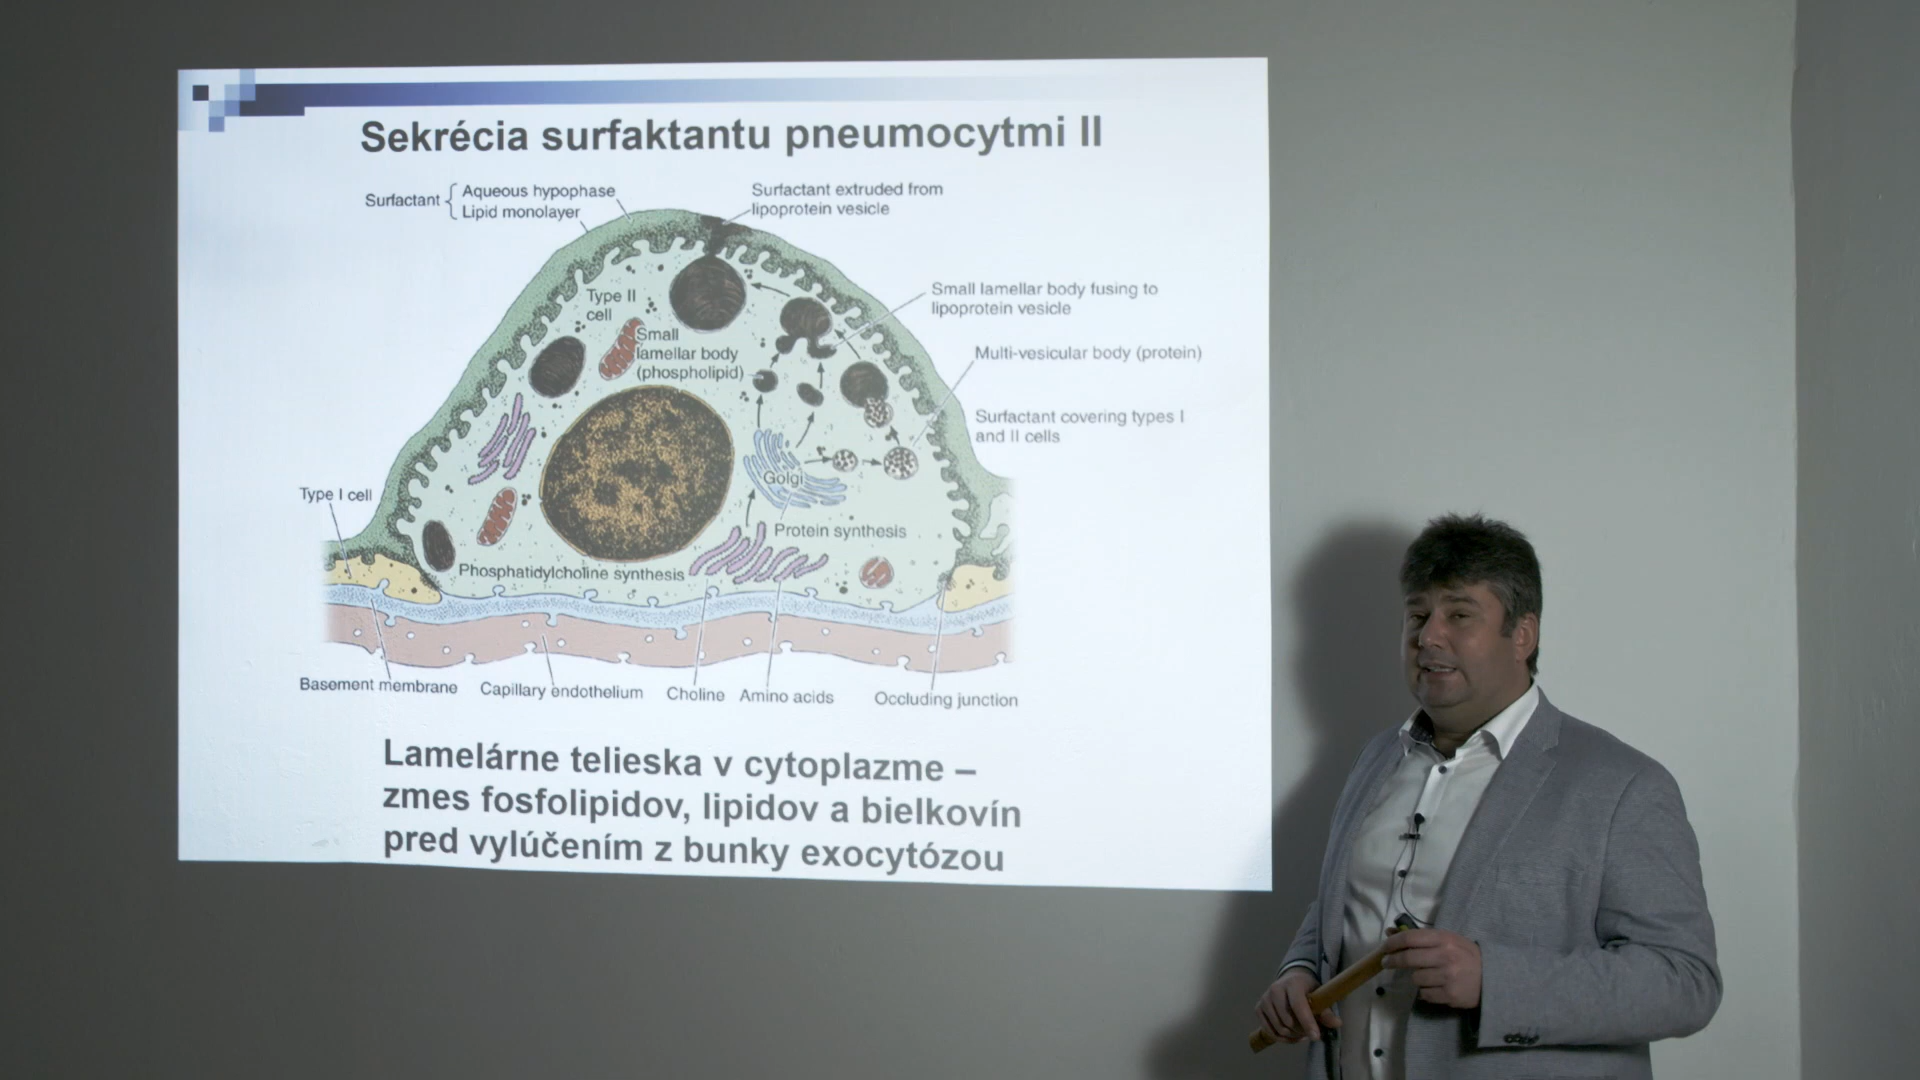 Sekrécia surfaktantu pneumocytmi II
Surfactant
Aqueous hypophase
Lipid monolayer
Surfactant extruded from
lipoprotein vesicle
Type II
cell
Small
lamellar body
(phospholipid)
Small lamellar body fusing to
lipoprotein vesicle
Multi-vesicular body (protein)
Surfactant covering types I
and II cells
Type I cell
Golgi
Protein synthesis
Phosphatidylcholine synthesis
Basement membrane
Capillary endothelium
Choline
Amino acids
Occluding junction
Lamelárne telieska v cytoplazme –
zmes fosfolipidov, lipidov a bielkovín
pred vylúčením z bunky exocytózou